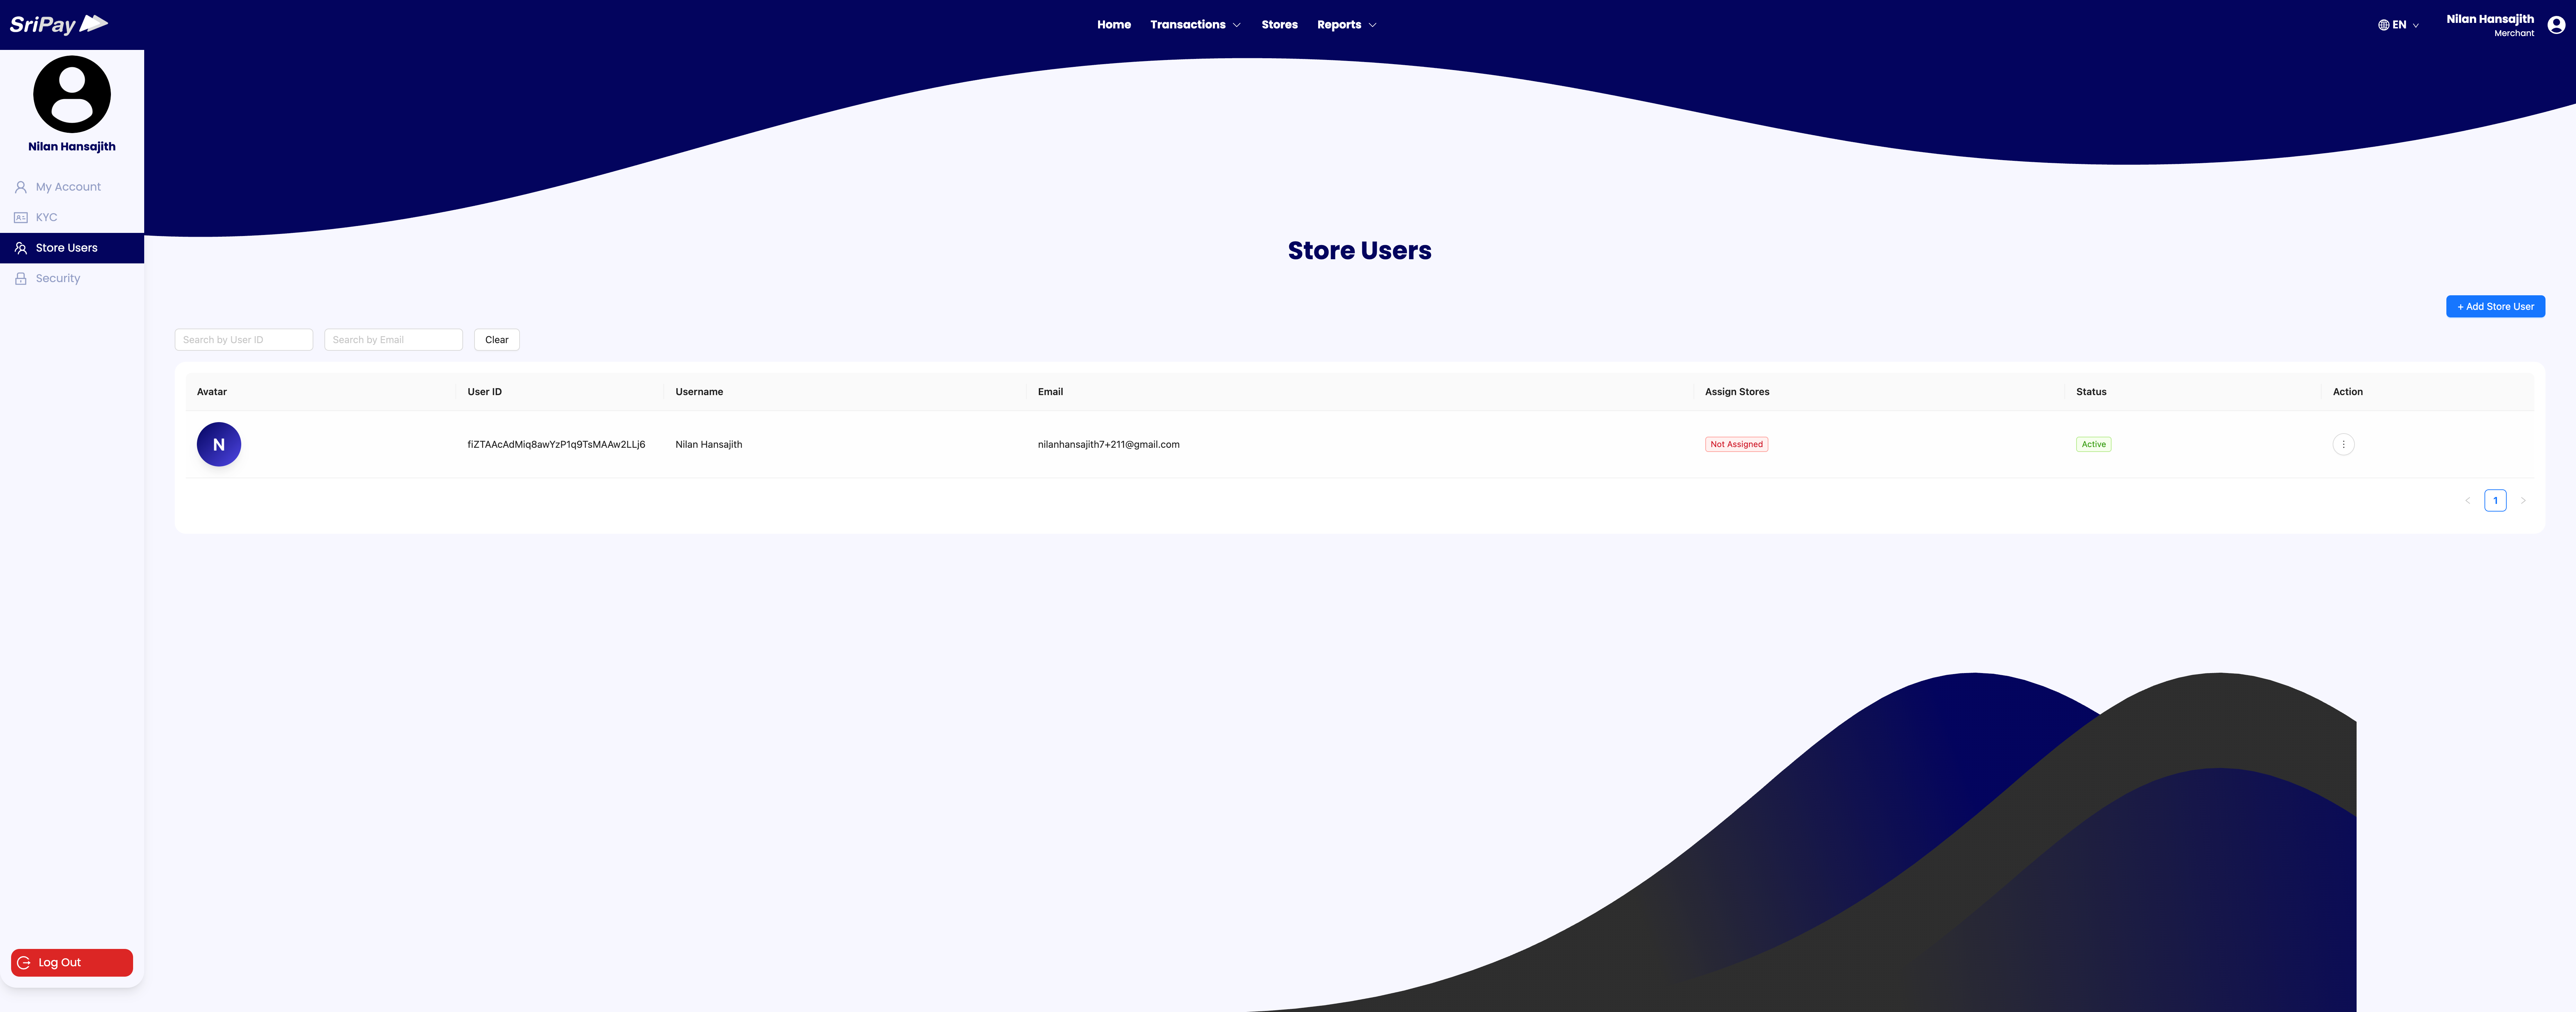 SriPay
Home Transactions Stores Reports
EN
Nilan Hansajith
Merchant
Nilan Hansajith
My Account
KYC
Store Users
Security
Log Out
Store Users
+ Add Store User
Search by User ID Search by Email Clear
Avatar User ID Username Email Assign Stores Status Action
N fiZTAAcAdMiq8awYzP1q9TsMAAw2LLj6 Nilan Hansajith nilanhansajith7+211@gmail.com Not Assigned Active
1